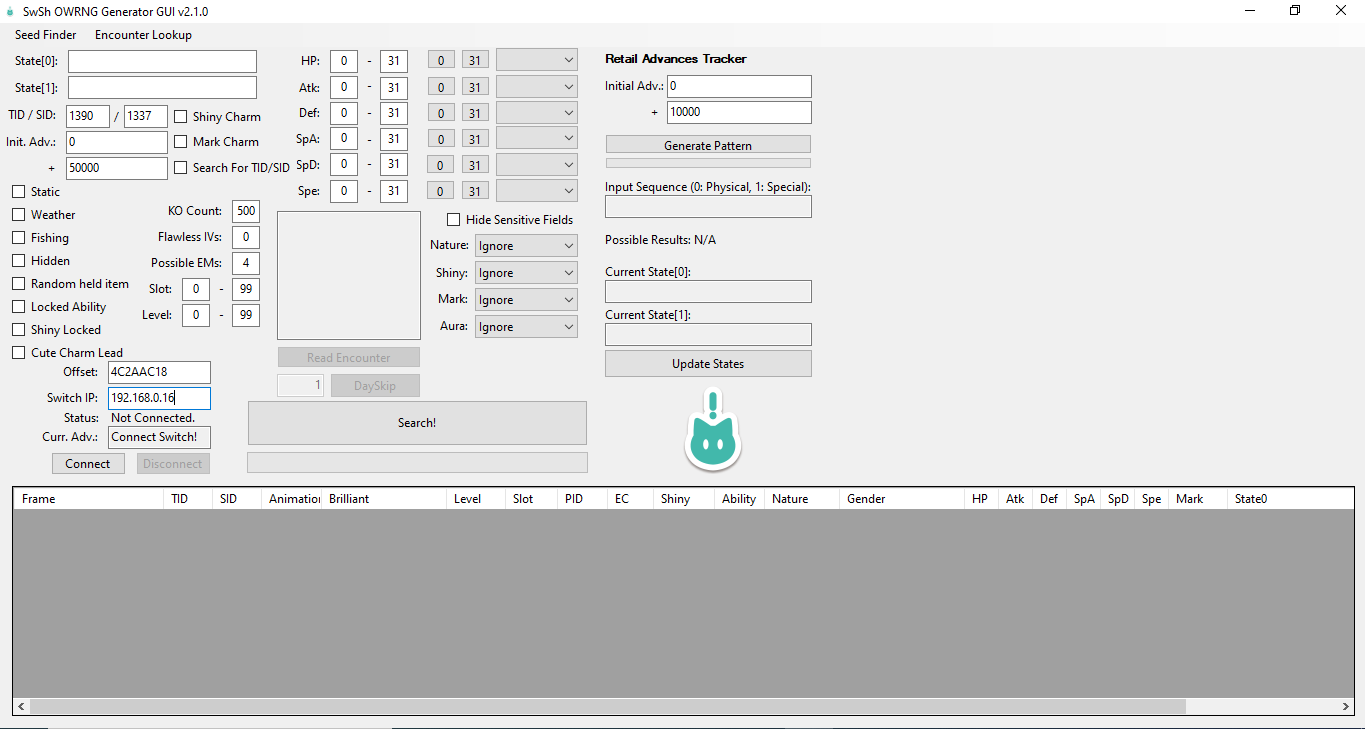 SwSh OWRNG Generator GUI v2.1.0
Seed Finder Encounter Lookup
State[0]:
State[1]:
TID / SID: 1390 / 1337 Shiny Charm
Init. Adv.: 0 Mark Charm
+ 50000 Search For TID/SID
Static
Weather
Fishing
Hidden
Random held item
Locked Ability
Shiny Locked
Cute Charm Lead
KO Count: 500
Flawless IVs: 0
Possible EMs: 4
Slot: 0 - 99
Level: 0 - 99
Offset: 4C2AAC18
Switch IP: 192.168.0.16
Status: Not Connected.
Curr. Adv.: Connect Switch!
Connect Disconnect
HP: 0 - 31 0 31
Atk: 0 - 31 0 31
Def: 0 - 31 0 31
SpA: 0 - 31 0 31
SpD: 0 - 31 0 31
Spe: 0 - 31 0 31
Hide Sensitive Fields
Nature: Ignore
Shiny: Ignore
Mark: Ignore
Aura: Ignore
Read Encounter
1 DaySkip
Search!
Retail Advances Tracker
Initial Adv.: 0
+ 10000
Generate Pattern
Input Sequence (0: Physical, 1: Special):
Possible Results: N/A
Current State[0]:
Current State[1]:
Update States
Frame TID SID Animation Brilliant Level Slot PID EC Shiny Ability Nature Gender HP Atk Def SpA SpD Spe Mark State0